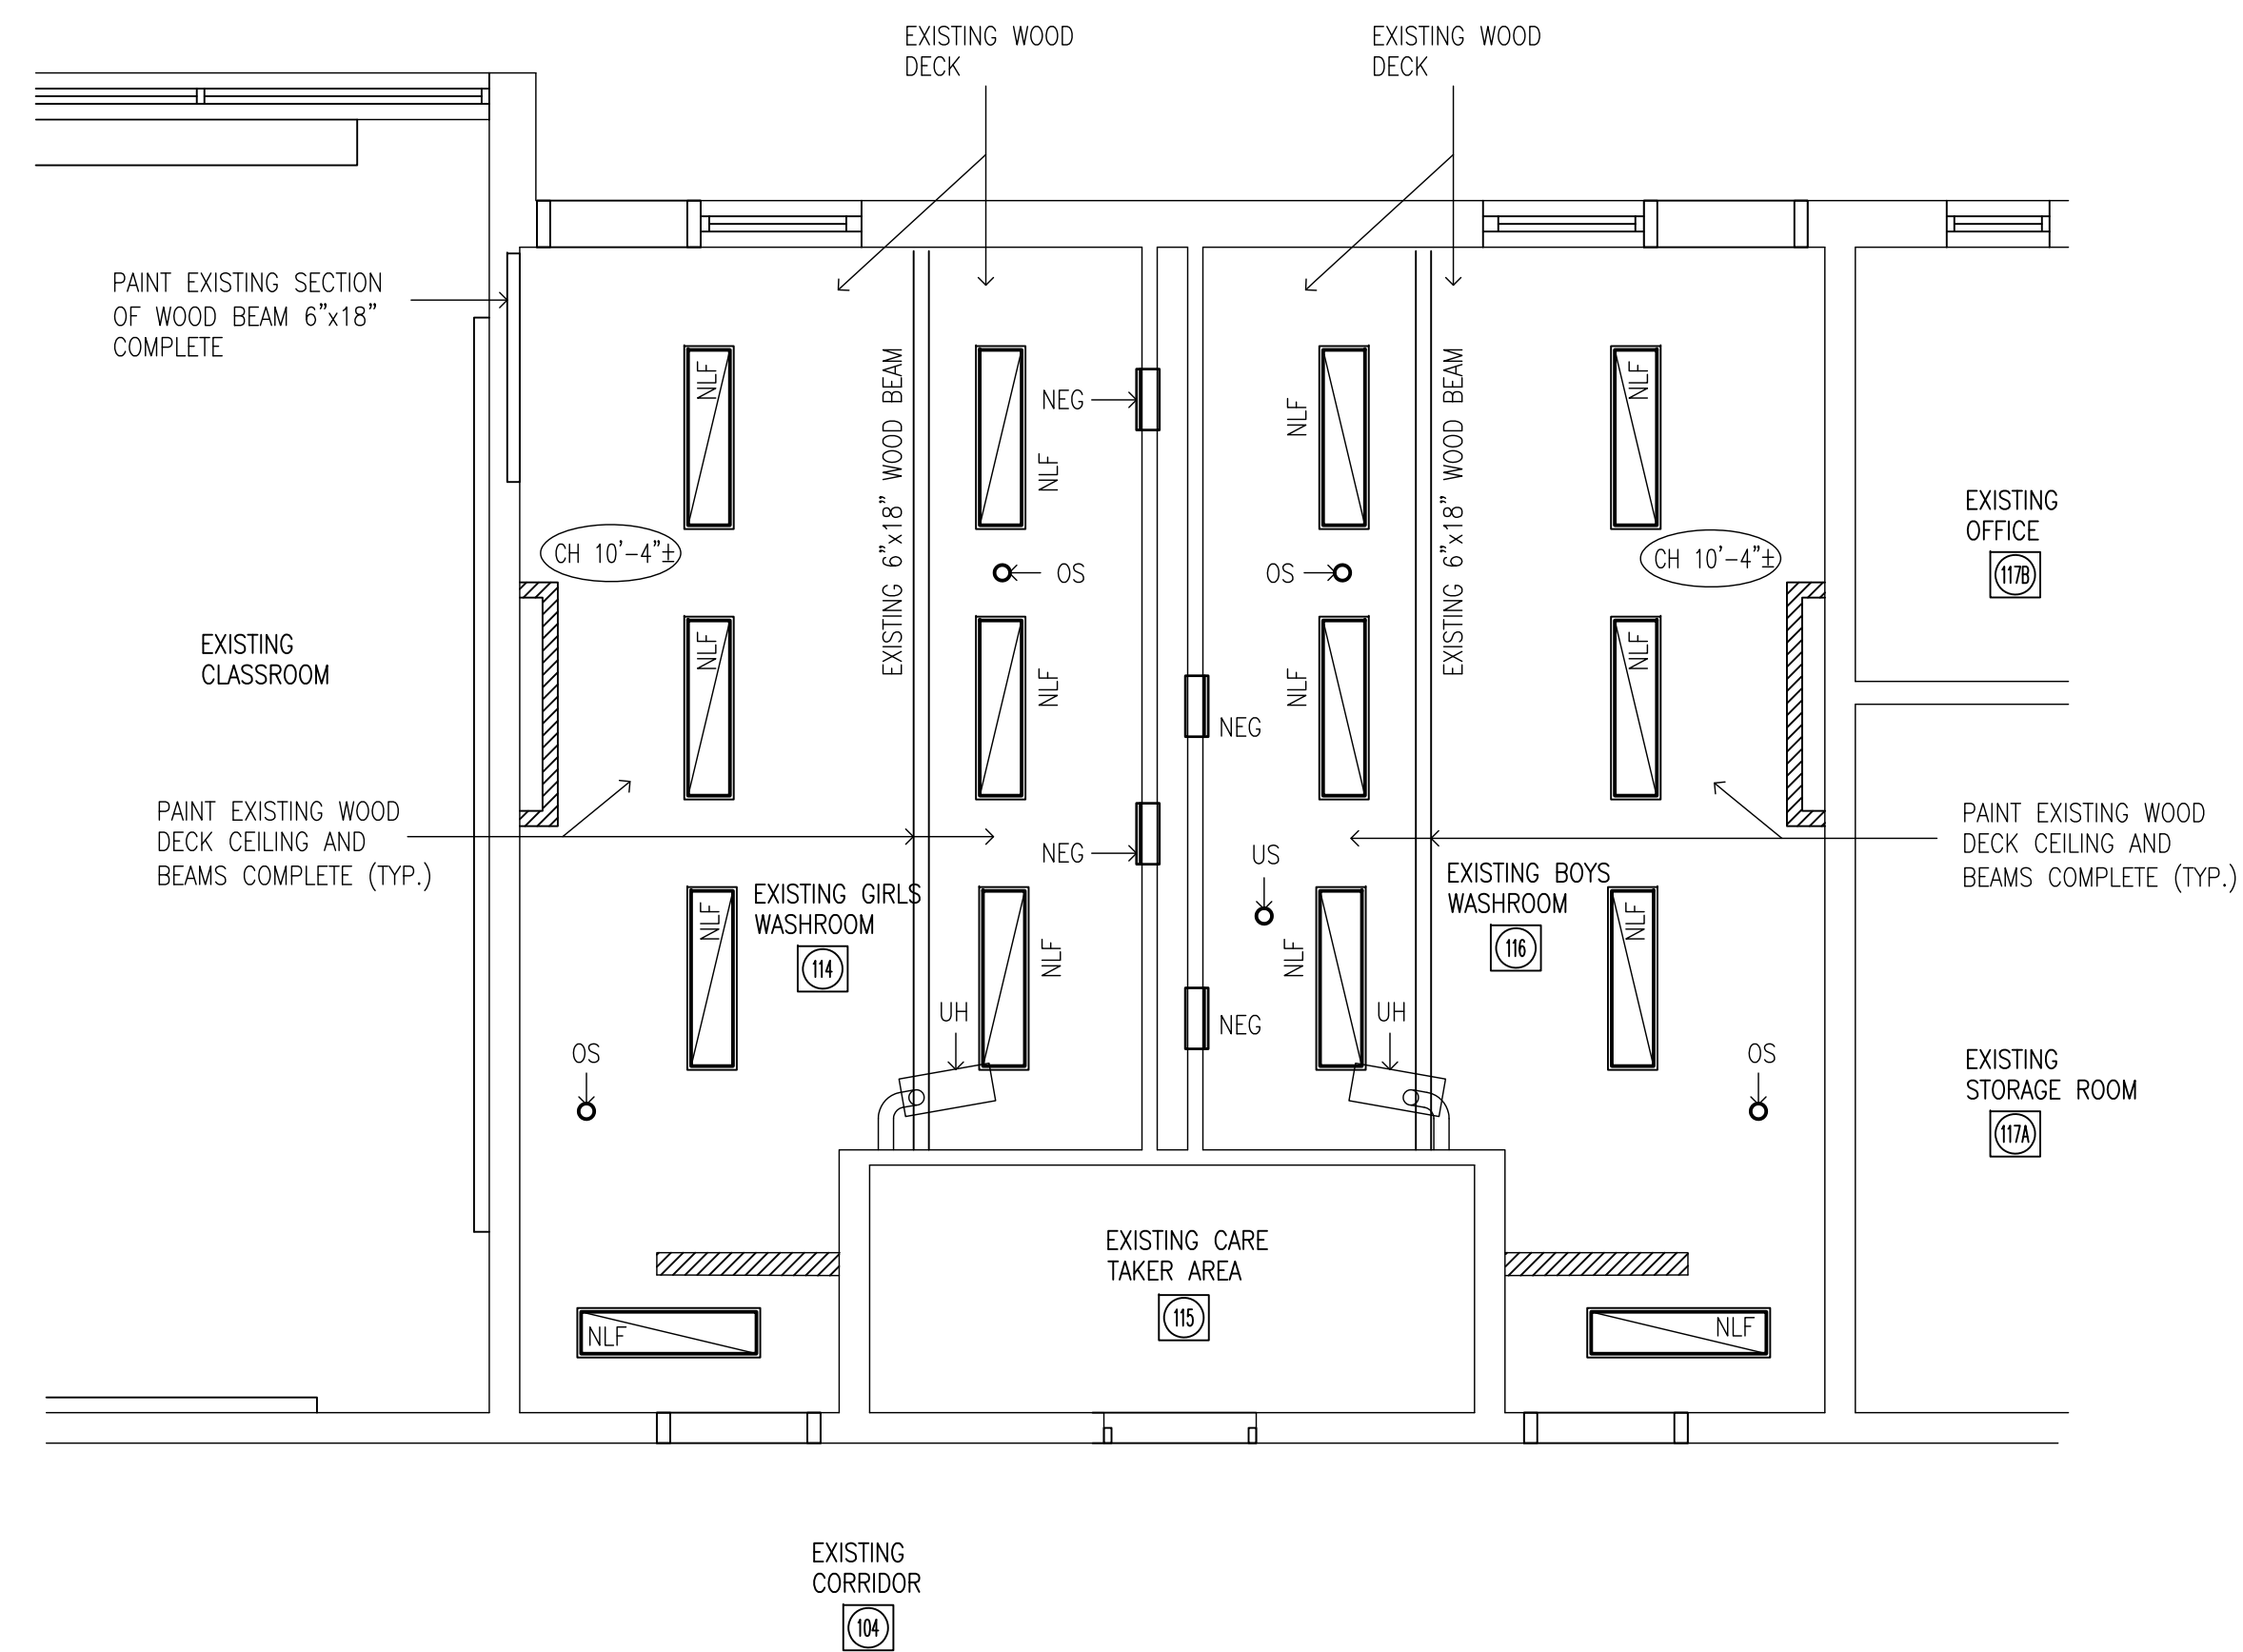 EXISTING WOOD
DECK
EXISTING WOOD
DECK
PAINT EXISTING SECTION
OF WOOD BEAM 6"x18"
COMPLETE
NLF
EXISTING 6"x18" WOOD BEAM
NEG
NLF
NLF
EXISTING 6"x18" WOOD BEAM
NLF
CH 10'-4"±
OS
OS
CH 10'-4"±
EXISTING
OFFICE
117B
EXISTING
CLASSROOM
NLF
NLF
NLF
NLF
NEG
PAINT EXISTING WOOD
DECK CEILING AND
BEAMS COMPLETE (TYP.)
NEG
US
PAINT EXISTING WOOD
DECK CEILING AND
BEAMS COMPLETE (TYP.)
NLF
EXISTING GIRLS
WASHROOM
114
NLF
NLF
EXISTING BOYS
WASHROOM
116
NLF
UH
NEG
UH
OS
OS
EXISTING
STORAGE ROOM
117A
EXISTING CARE
TAKER AREA
115
NLF
NLF
EXISTING
CORRIDOR
104